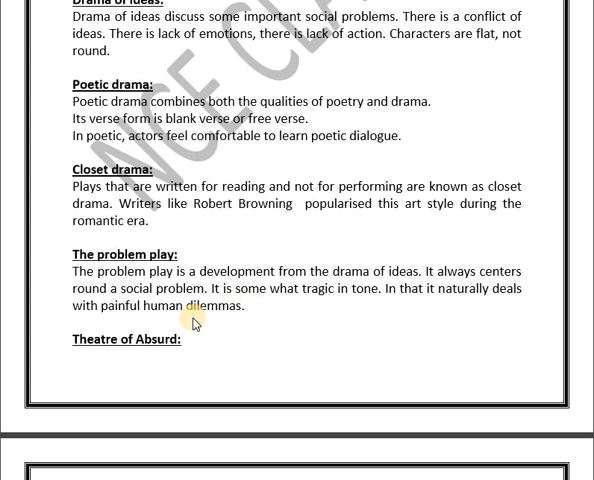 Drama of ideas:
Drama of ideas discuss some important social problems. There is a conflict of
ideas. There is lack of emotions, there is lack of action. Characters are flat, not
round.
Poetic drama:
Poetic drama combines both the qualities of poetry and drama.
Its verse form is blank verse or free verse.
In poetic, actors feel comfortable to learn poetic dialogue.
Closet drama:
Plays that are written for reading and not for performing are known as closet
drama. Writers like Robert Browning popularised this art style during the
romantic era.
The problem play:
The problem play is a development from the drama of ideas. It always centers
round a social problem. It is some what tragic in tone. In that it naturally deals
with painful human dilemmas.
Theatre of Absurd: